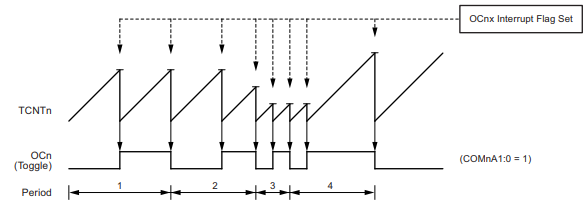 OCnx Interrupt Flag Set
TCNTn
OCn
(Toggle)
(COMnA1:0 = 1)
Period
1
2
3
4